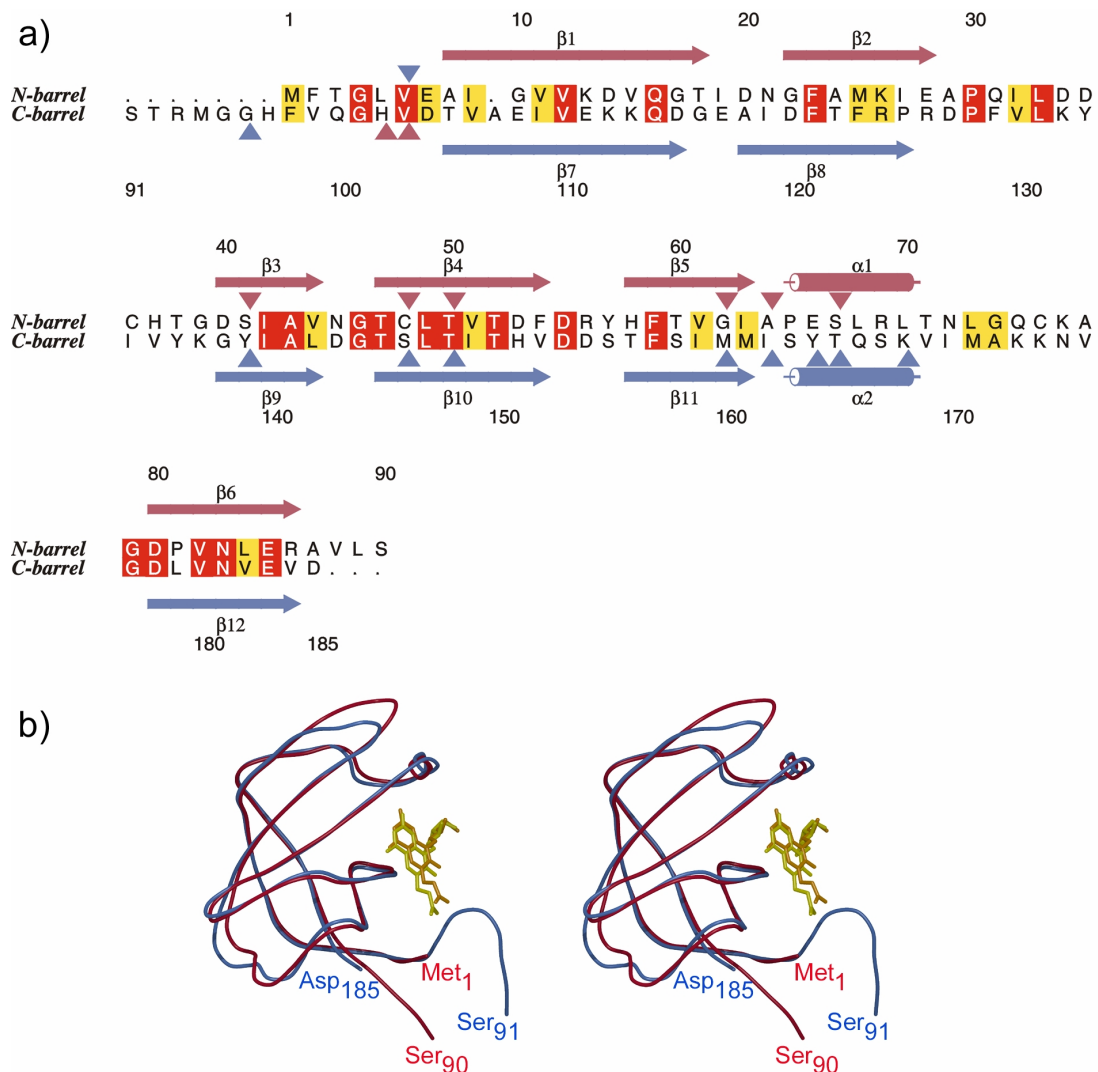 a)
1 10 20 30
β1 β2
N-barrel . . . . . . . M F T G L V E A I . G V V K D V Q G T I D N G F A M K I E A P Q I L D D
C-barrel S T R M G G H F V Q G H V D T V A E I V E K K Q D G E A I D F T F R P R D P F V L K Y
β7 β8
91 100 110 120 130
40 50 60 70
β3 β4 β5 α1
N-barrel C H T G D S I A V N G T C L T V T D F D R Y H F T V G I A P E S L R L T N L G Q C K A
C-barrel I V Y K G Y I A L D G T S L T I T H V D D S T F S I M M I S Y T Q S K V I M A K K N V
β9 β10 β11 α2
140 150 160 170
80 90
β6
N-barrel G D P V N L E R A V L S
C-barrel G D L V N V E V D . . .
β12
180 185
b)
Asp185 Met1 Asp185 Met1
Ser91 Ser91
Ser90 Ser90